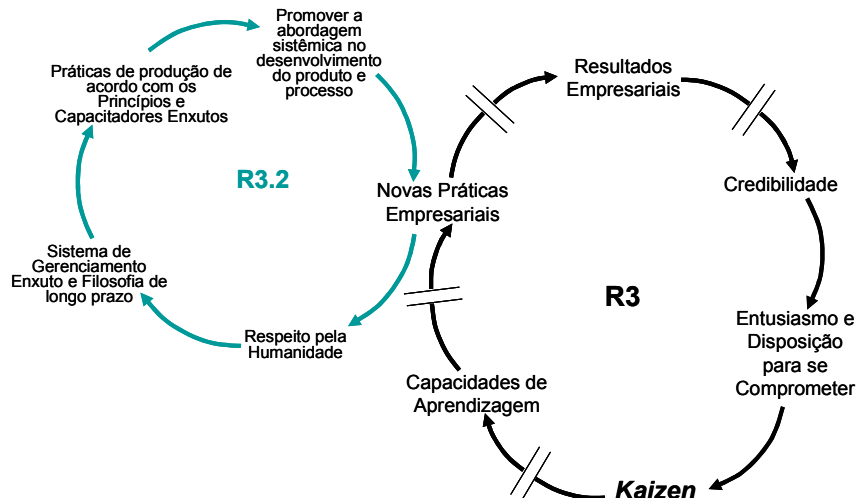 Promover a
abordagem
sistêmica no
desenvolvimento
do produto e
processo
Práticas de produção de
acordo com os
Princípios e
Capacitadores Enxutos
R3.2
Novas Práticas
Empresariais
Sistema de
Gerenciamento
Enxuto e Filosofia de
longo prazo
Respeito pela
Humanidade
Resultados
Empresariais
Credibilidade
R3
Entusiasmo e
Disposição
para se
Comprometer
Capacidades de
Aprendizagem
Kaizen